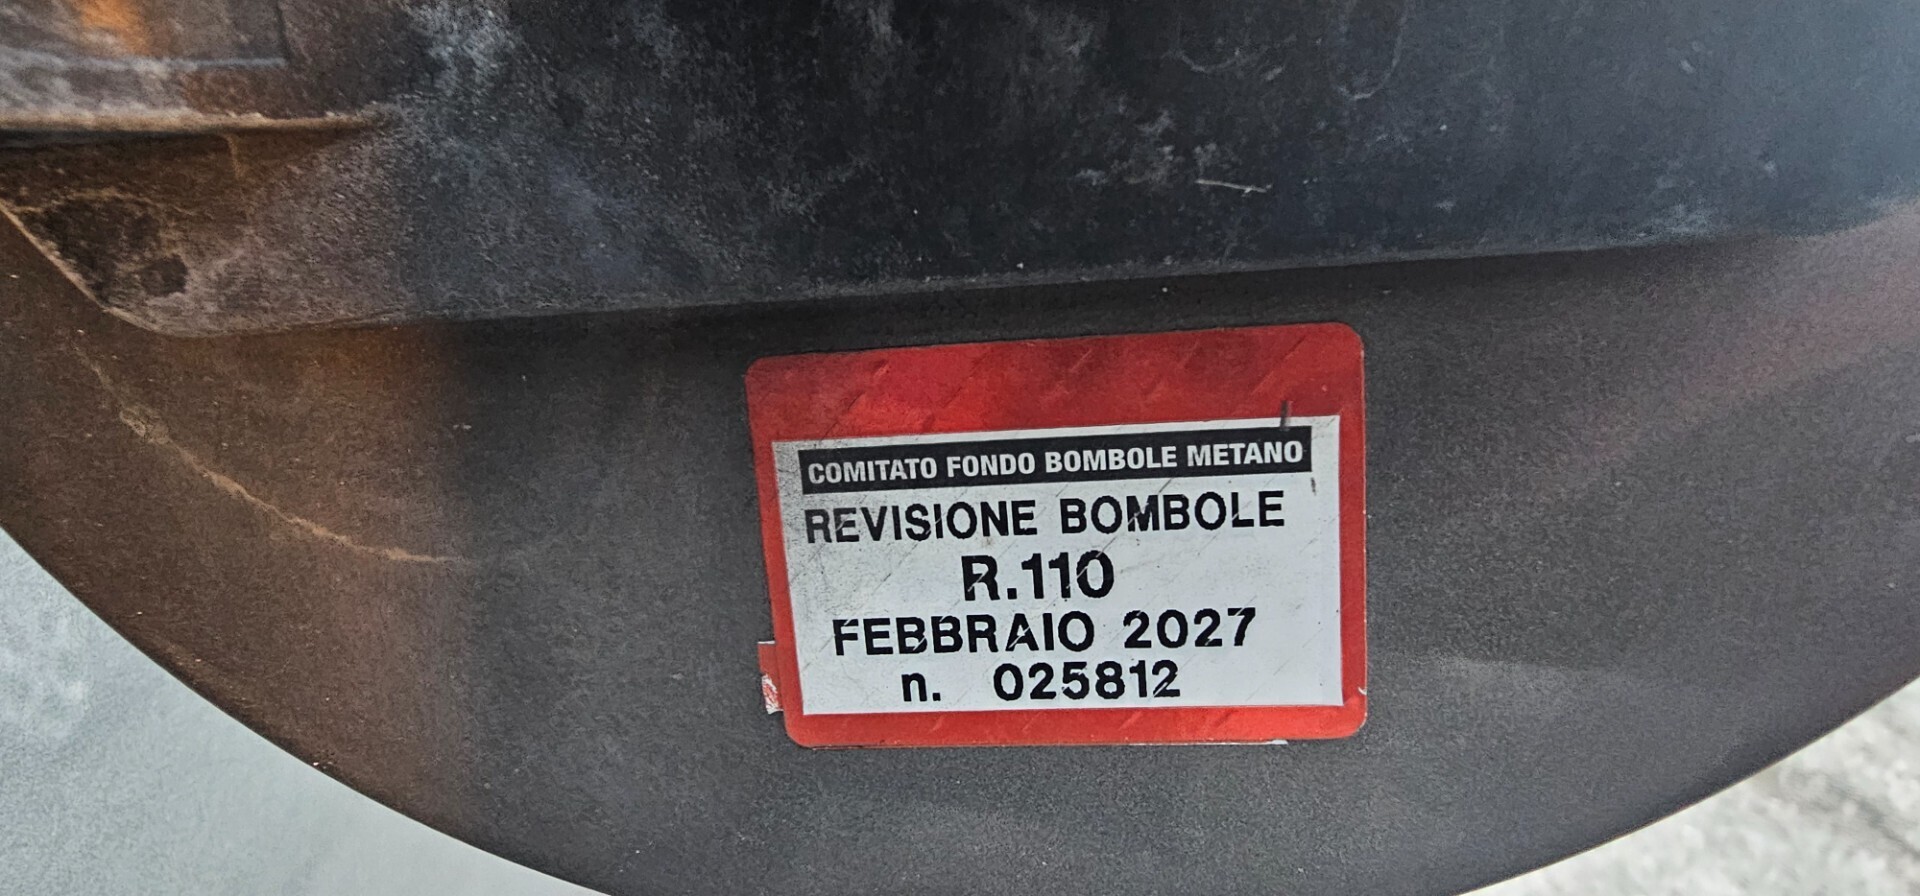 COMITATO FONDO BOMBOLE METANO
REVISIONE BOMBOLE
R.110
FEBBRAIO 2027
n. 025812